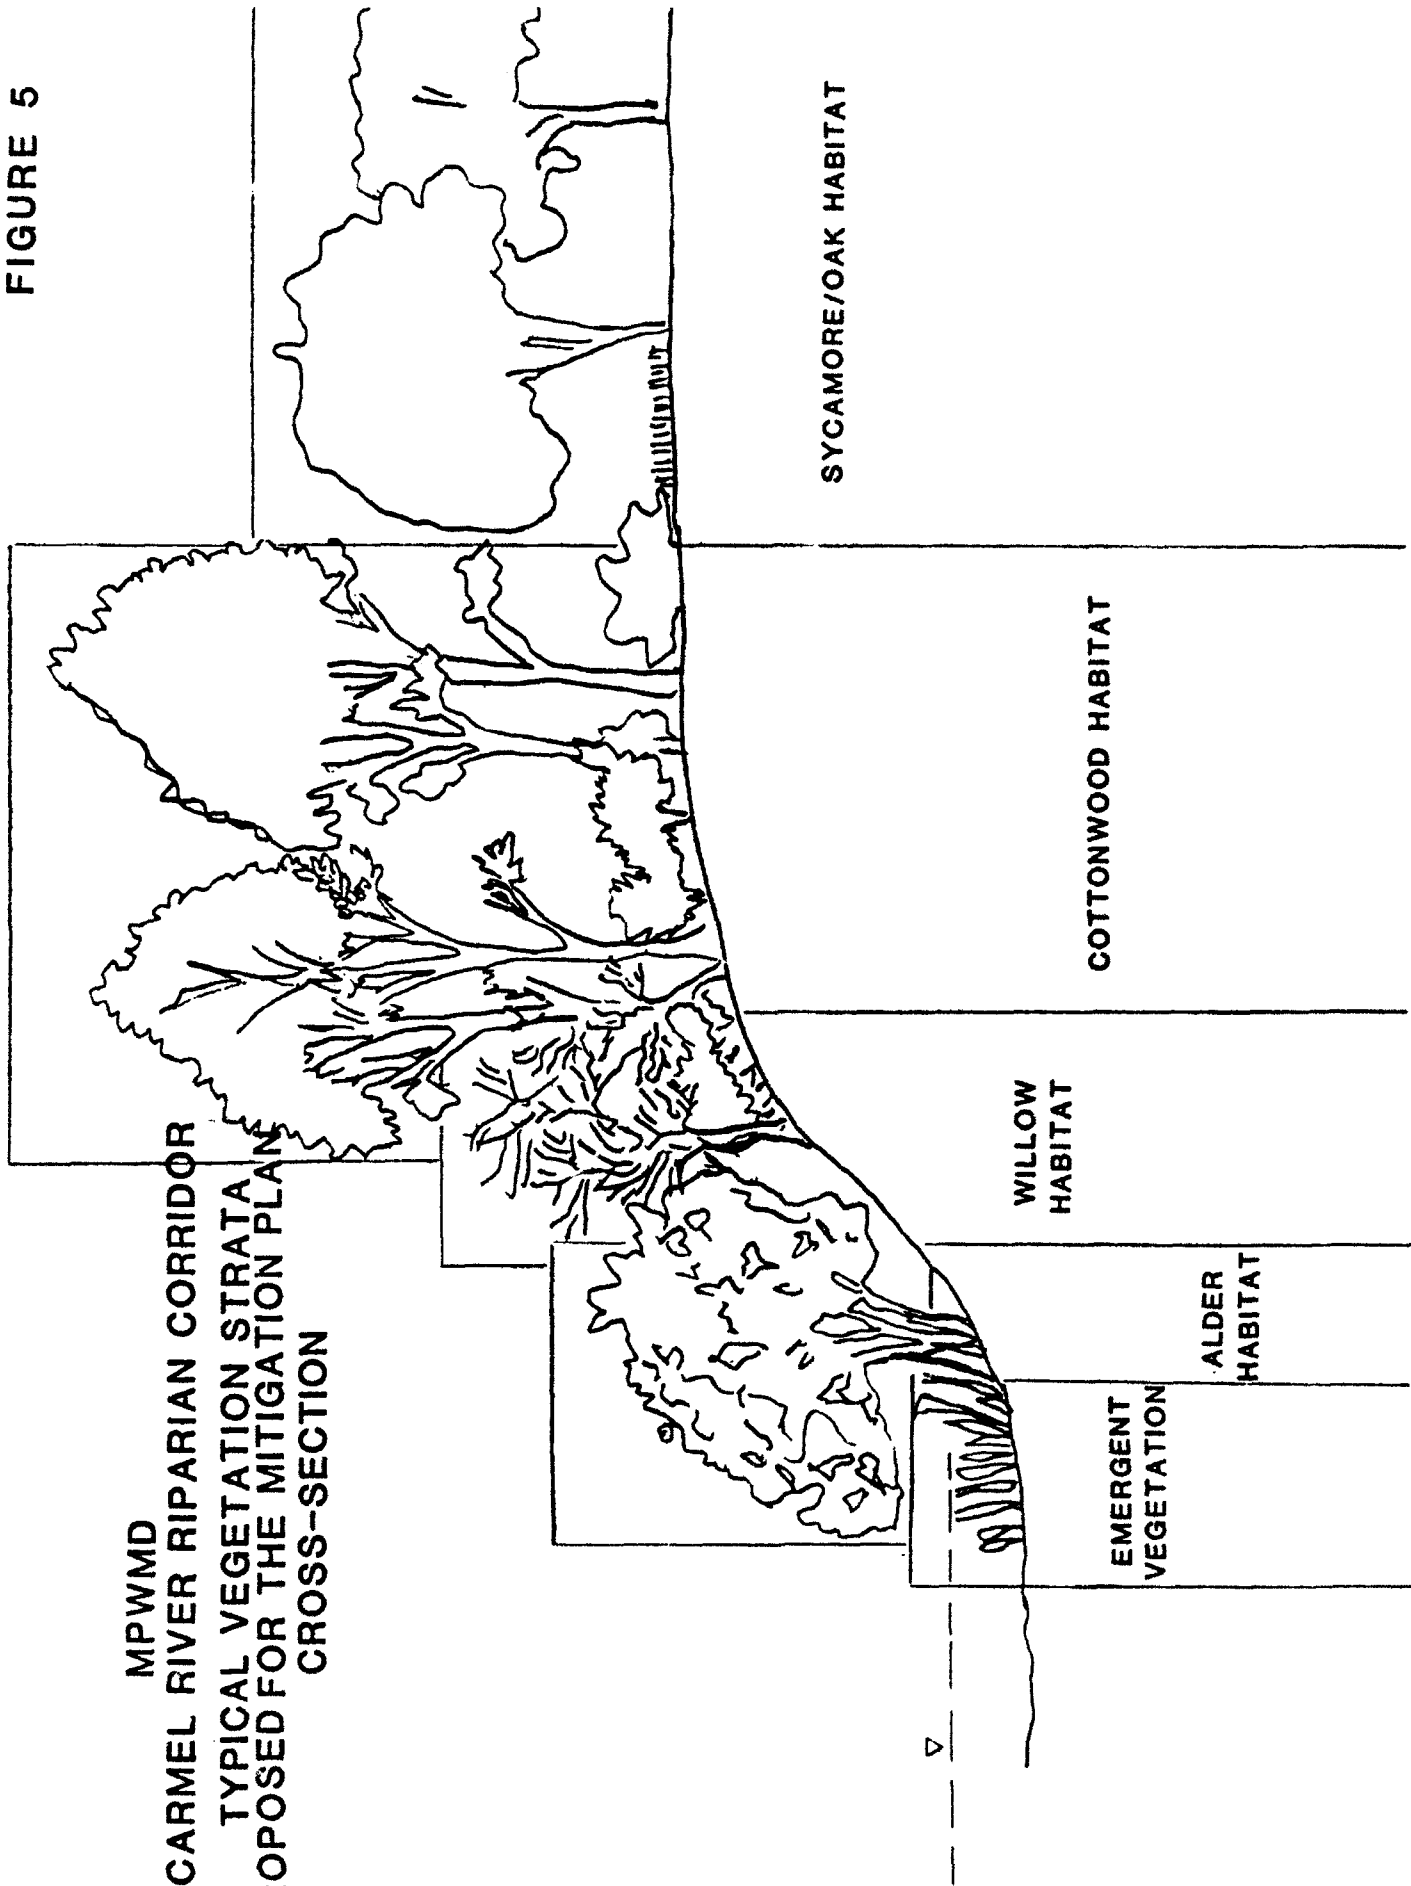 FIGURE 5
MPWMD
CARMEL RIVER RIPARIAN CORRIDOR
TYPICAL VEGETATION STRATA
OPOSED FOR THE MITIGATION PLAN
CROSS-SECTION
EMERGENT
VEGETATION
ALDER
HABITAT
WILLOW
HABITAT
COTTONWOOD HABITAT
SYCAMORE/OAK HABITAT